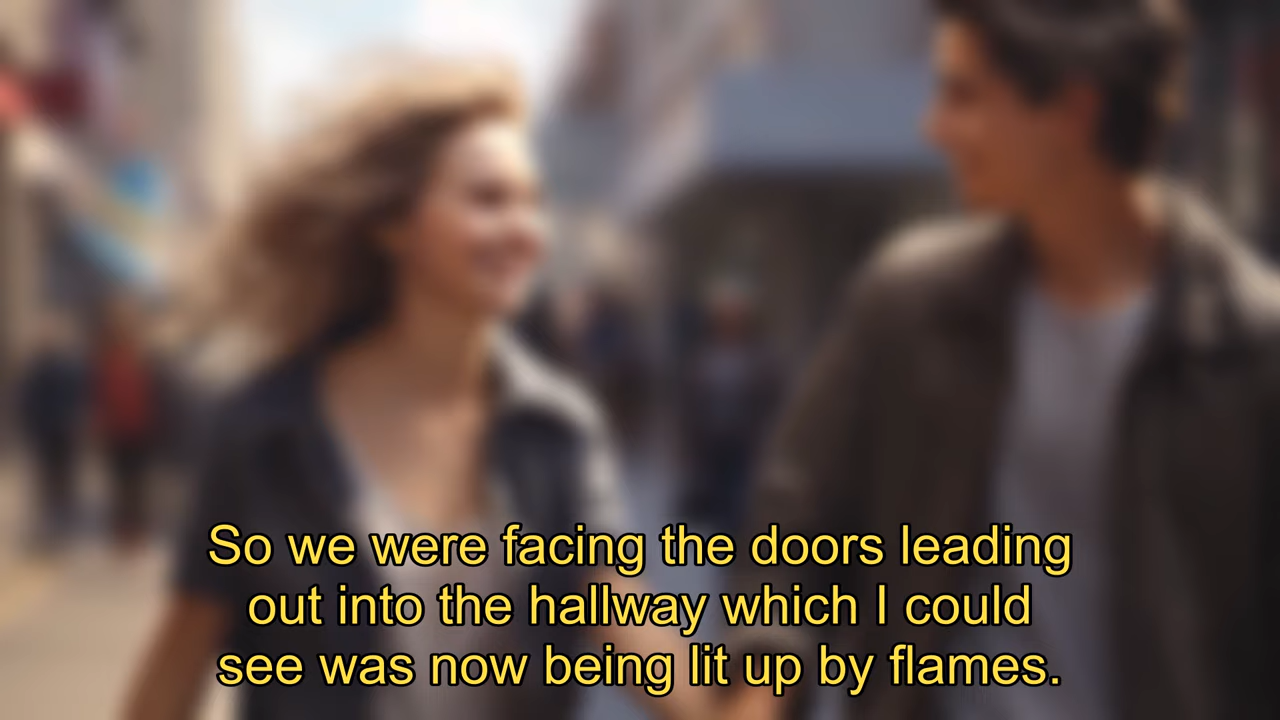 So we were facing the doors leading
out into the hallway which I could
see was now being lit up by flames.